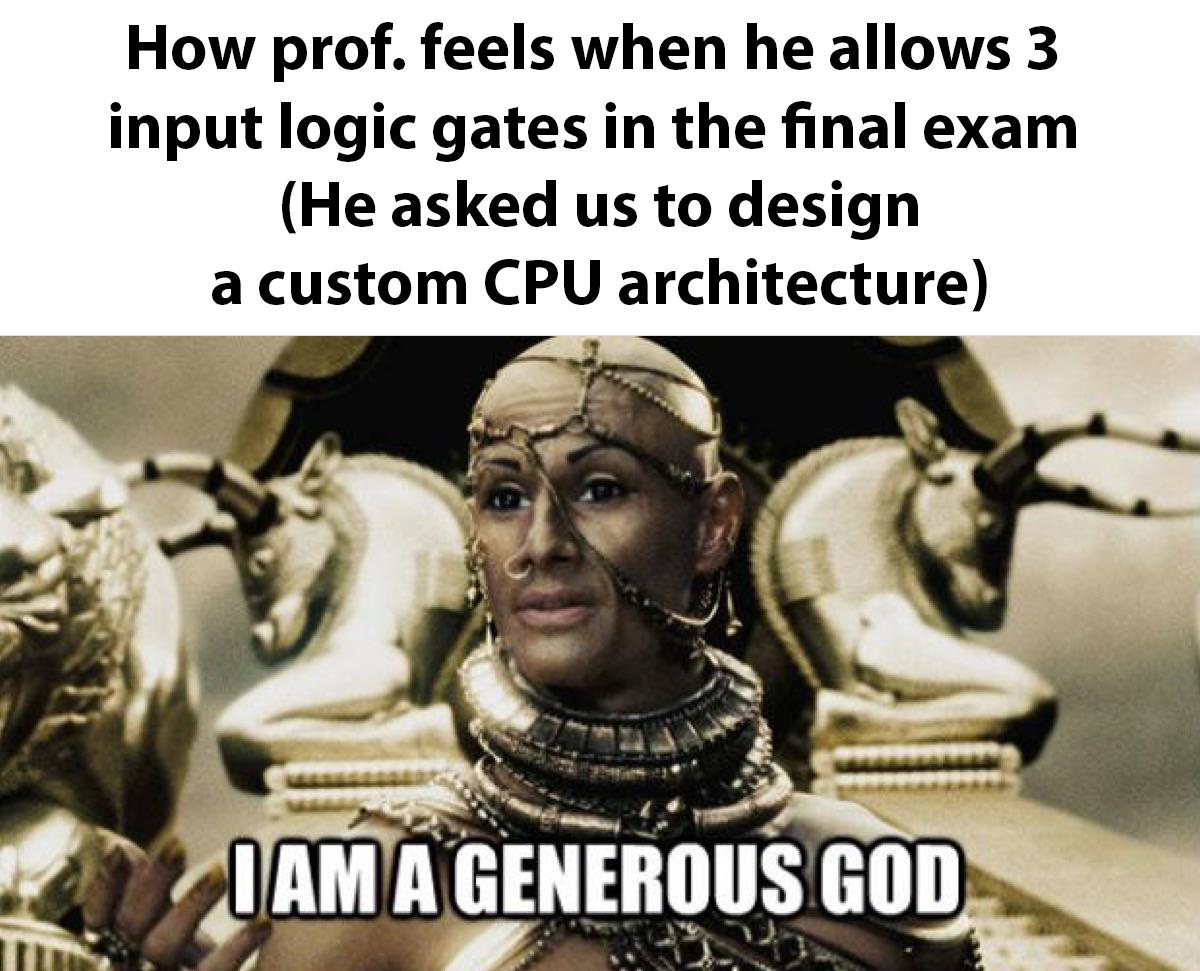 How prof. feels when he allows 3
input logic gates in the final exam
(He asked us to design
a custom CPU architecture)
I AM A GENEROUS GOD